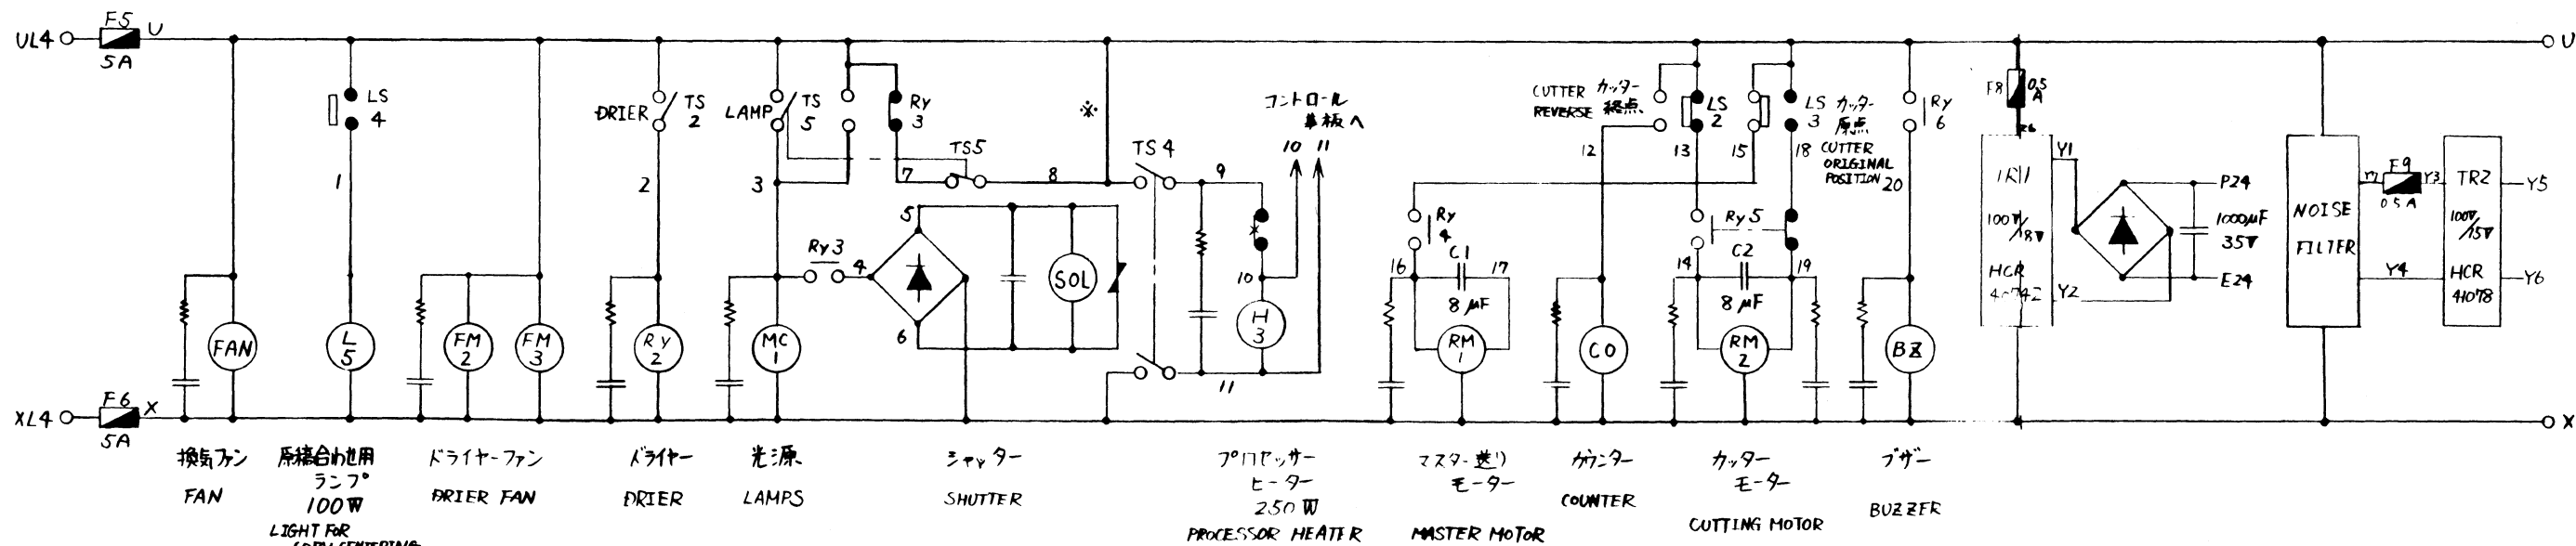 UL4
F5
U
5A
LS
4
1
DRIER
TS
2
2
LAMP
TS
5
3
Ry
3
7
TS5
8
※
TS4
9
コントロール
基板へ
10 11
CUTTER カッター
REVERSE 終点
12
LS
2
13
15
LS カッター
3 原点
18
CUTTER
ORIGINAL
POSITION
20
Ry
6
F8
0.5
A
TR1
100V
/18V
HCR
Y1
Y2
P24
1000μF
35V
E24
U
NOISE
FILTER
F9
Y3
0.5A
Y4
TR2
100V
/15V
HCR
41078
Y5
Y6
Ry3
4
5
6
SOL
10
H
3
11
Ry
4
16
C1
17
8μF
RM
1
CO
Ry5
14
C2
19
8μF
RM
2
BZ
FAN
L
5
FM
2
FM
3
RY
2
MC
1
XL4
F6
X
5A
X
換気ファン
FAN
原稿合わせ用
ランプ
100W
LIGHT FOR
COPY CENTERING
ドライヤーファン
DRIER FAN
ドライヤー
DRIER
光源
LAMPS
シャッター
SHUTTER
プロセッサー
ヒーター
250W
PROCESSOR HEATER
マスター送り
モーター
MASTER MOTOR
カウンター
COUNTER
カッター
モーター
CUTTING MOTOR
ブザー
BUZZER